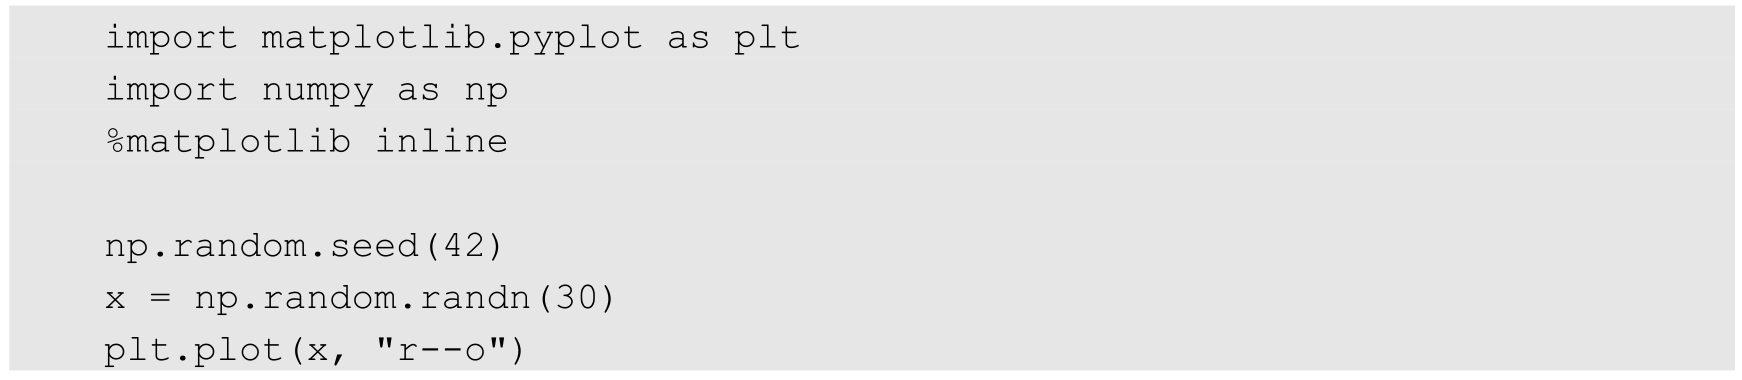 import matplotlib.pyplot as plt
import numpy as np
%matplotlib inline
np.random.seed(42)
x = np.random.randn(30)
plt.plot(x, "r--o")